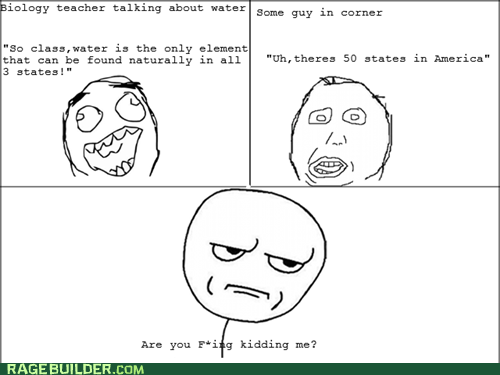 Biology teacher talking about water
"So class,water is the only element
that can be found naturally in all
3 states!"
Some guy in corner
"Uh,theres 50 states in America"
Are you F*ing kidding me?
RAGEBUILDER.COM